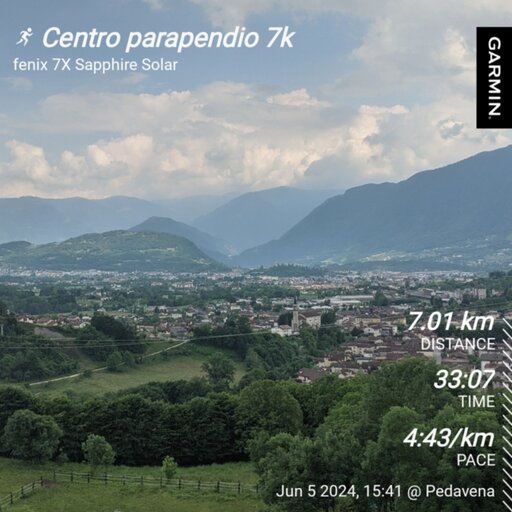 Centro parapendio 7k
fenix 7X Sapphire Solar
GARMIN.
7.01 km
DISTANCE
33:07
TIME
4:43/km
PACE
Jun 5 2024, 15:41 @ Pedavena